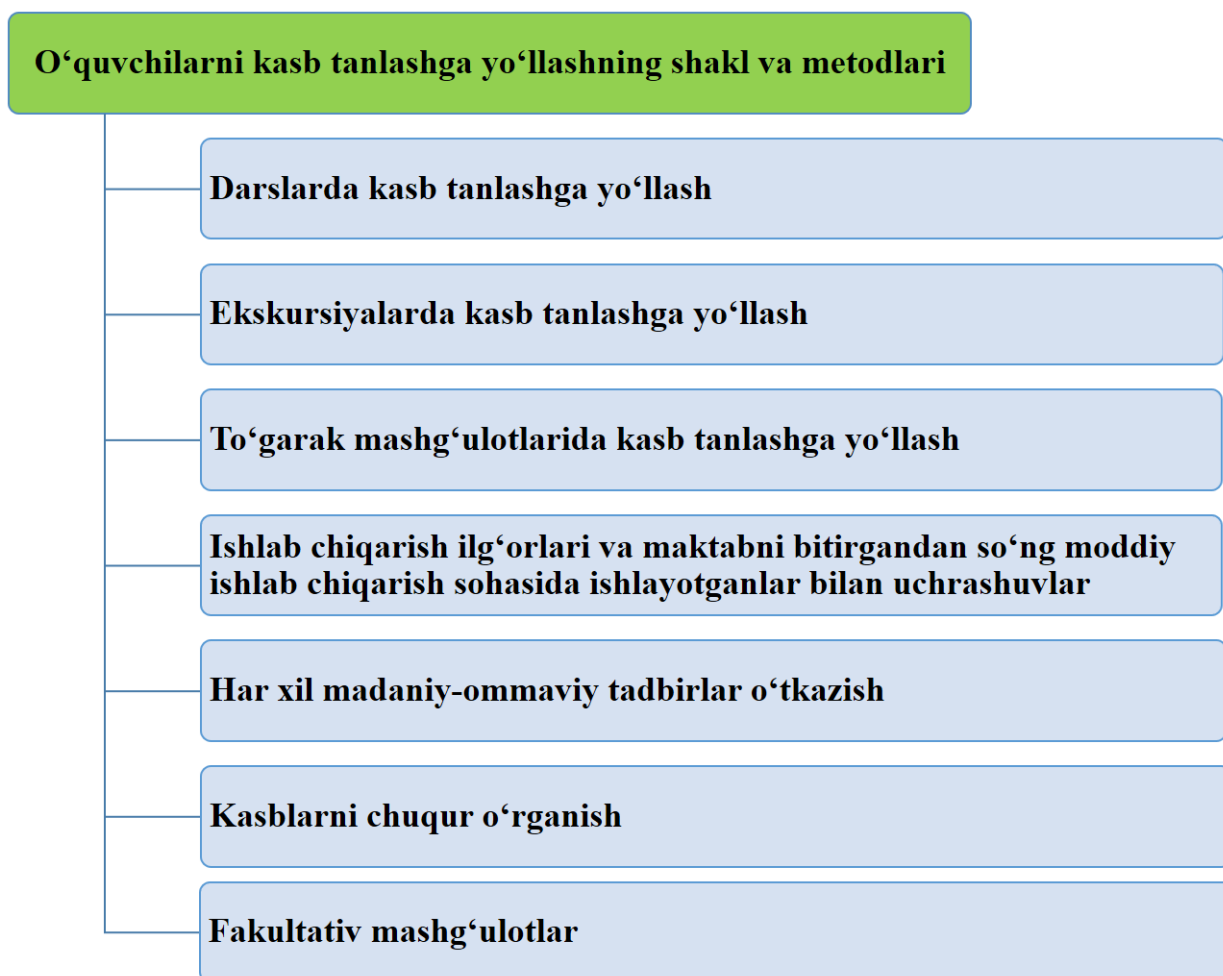 O‘quvchilarni kasb tanlashga yo‘llashning shakl va metodlari
Darslarda kasb tanlashga yo‘llash
Ekskursiyalarda kasb tanlashga yo‘llash
To‘garak mashg‘ulotlarida kasb tanlashga yo‘llash
Ishlab chiqarish ilg‘orlari va maktabni bitirgandan so‘ng moddiy
ishlab chiqarish sohasida ishlayotganlar bilan uchrashuvlar
Har xil madaniy-ommaviy tadbirlar o‘tkazish
Kasblarni chuqur o‘rganish
Fakultativ mashg‘ulotlar